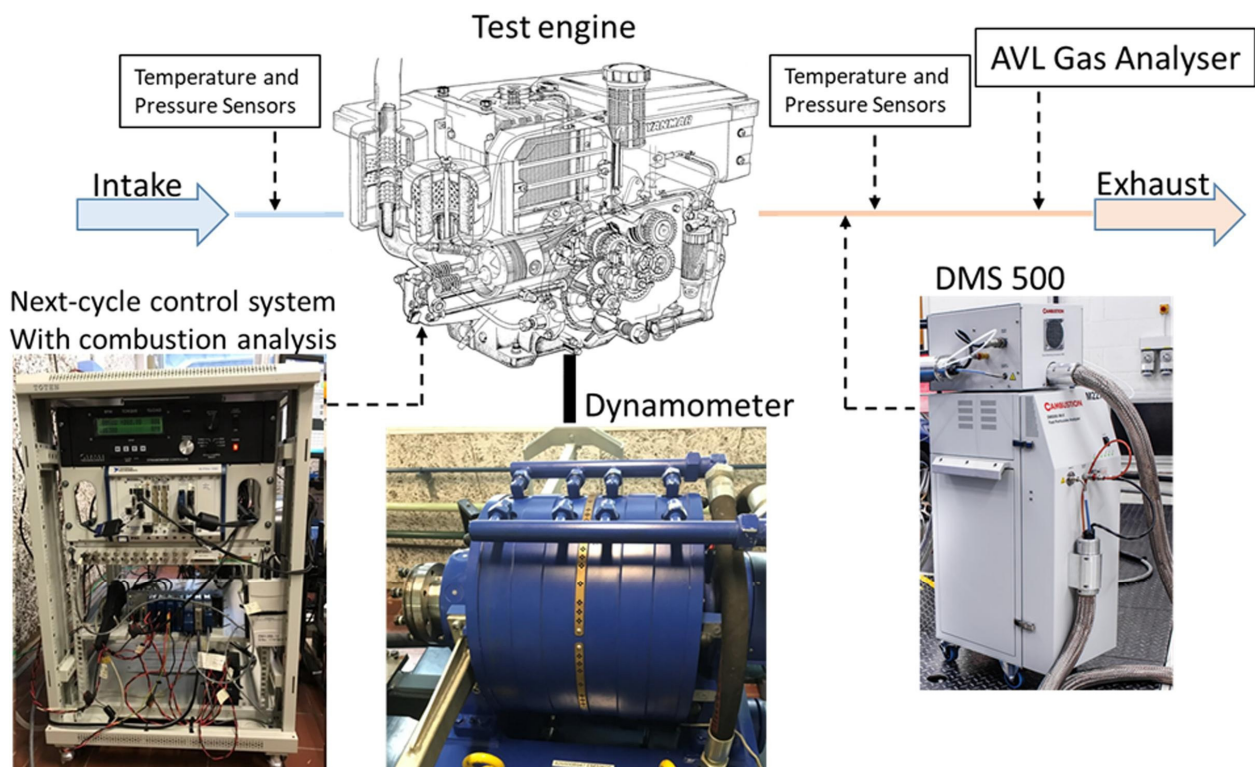 Test engine
Temperature and
Pressure Sensors
Temperature and
Pressure Sensors
AVL Gas Analyser
YANMAR
Intake
Exhaust
Next-cycle control system
With combustion analysis
DMS 500
Dynamometer
CAMBUSTION
CAMBUSTION
TOTEN